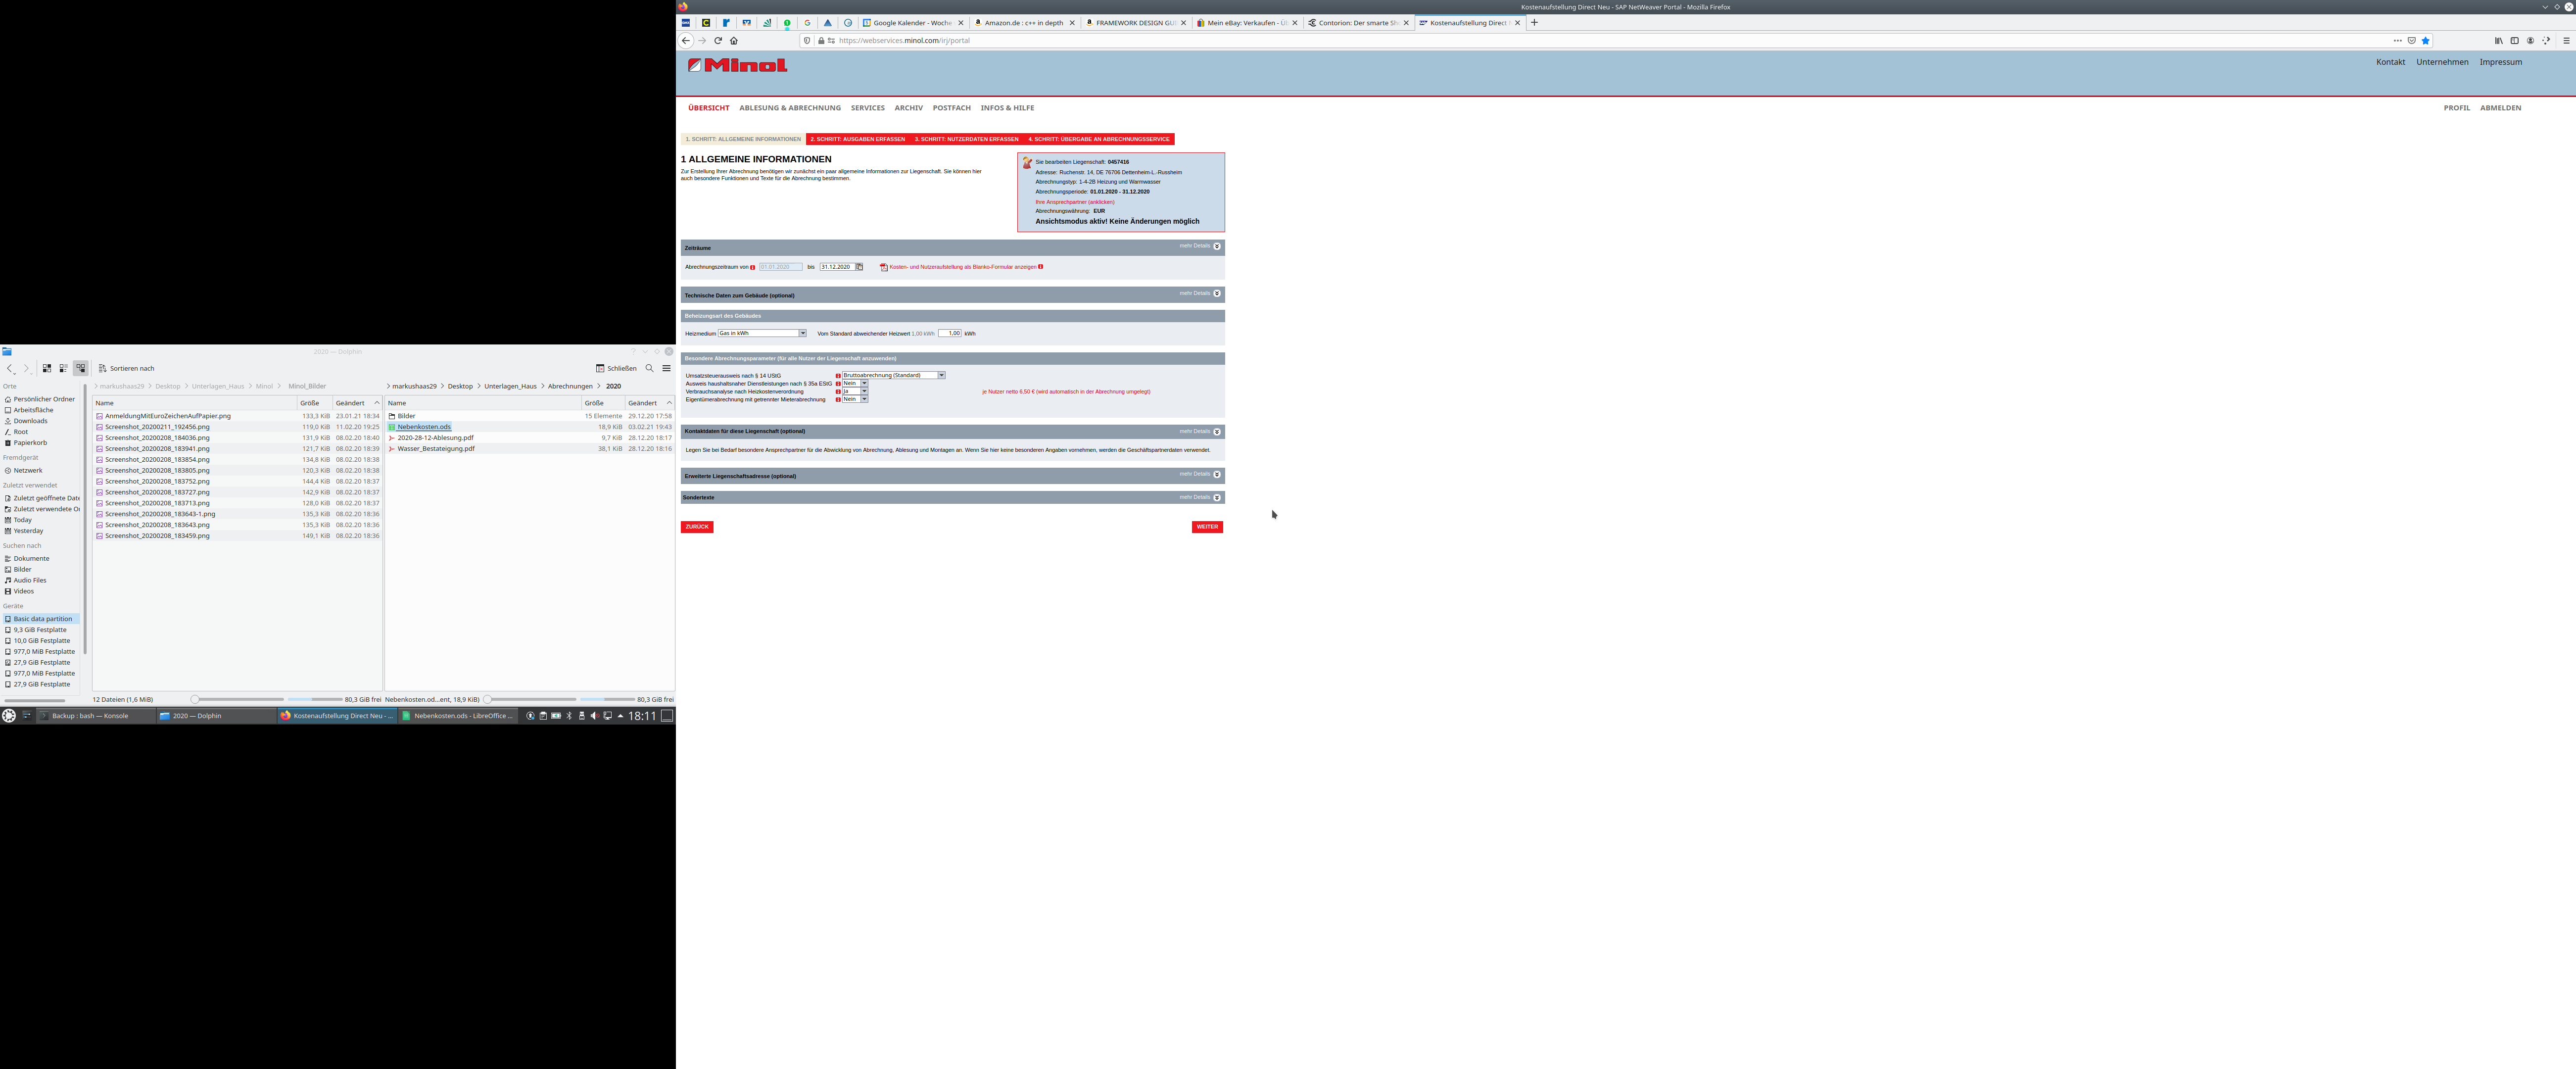 Kostenaufstellung Direct Neu - SAP NetWeaver Portal - Mozilla Firefox
Google Kalender - Woche
Amazon.de : c++ in depth
FRAMEWORK DESIGN GU
Mein eBay: Verkaufen - Üb
Contorion: Der smarte Sh
Kostenaufstellung Direct
https://webservices.minol.com/irj/portal
Minol
Kontakt Unternehmen Impressum
ÜBERSICHT ABLESUNG & ABRECHNUNG SERVICES ARCHIV POSTFACH INFOS & HILFE PROFIL ABMELDEN
1. SCHRITT: ALLGEMEINE INFORMATIONEN 2. SCHRITT: AUSGABEN ERFASSEN 3. SCHRITT: NUTZERDATEN ERFASSEN 4. SCHRITT: ÜBERGABE AN ABRECHNUNGSSERVICE
1 ALLGEMEINE INFORMATIONEN
Zur Erstellung Ihrer Abrechnung benötigen wir zunächst ein paar allgemeine Informationen zur Liegenschaft. Sie können hier
auch besondere Funktionen und Texte für die Abrechnung bestimmen.
Sie bearbeiten Liegenschaft: 0457416
Adresse: Ruchenstr. 14, DE 76706 Dettenheim-L.-Russheim
Abrechnungstyp: 1-4-2B Heizung und Warmwasser
Abrechnungsperiode: 01.01.2020 - 31.12.2020
Ihre Ansprechpartner (anklicken)
Abrechnungswährung: EUR
Ansichtsmodus aktiv! Keine Änderungen möglich
Zeiträume mehr Details
Abrechnungszeitraum von 01.01.2020 bis 31.12.2020 Kosten- und Nutzeraufstellung als Blanko-Formular anzeigen
Technische Daten zum Gebäude (optional) mehr Details
Beheizungsart des Gebäudes
Heizmedium Gas in kWh Vom Standard abweichender Heizwert 1,00 kWh 1,00 kWh
Besondere Abrechnungsparameter (für alle Nutzer der Liegenschaft anzuwenden)
Umsatzsteuerausweis nach § 14 UStG Bruttoabrechnung (Standard)
Ausweis haushaltsnaher Dienstleistungen nach § 35a EStG Nein
Verbrauchsanalyse nach Heizkostenverordnung Ja je Nutzer netto 6,50 € (wird automatisch in der Abrechnung umgelegt)
Eigentümerabrechnung mit getrennter Mieterabrechnung Nein
Kontaktdaten für diese Liegenschaft (optional) mehr Details
Legen Sie bei Bedarf besondere Ansprechpartner für die Abwicklung von Abrechnung, Ablesung und Montagen an. Wenn Sie hier keine besonderen Angaben vornehmen, werden die Geschäftspartnerdaten verwendet.
Erweiterte Liegenschaftsadresse (optional) mehr Details
Sondertexte mehr Details
ZURÜCK WEITER
2020 — Dolphin
Sortieren nach Schließen
Orte
Persönlicher Ordner
Arbeitsfläche
Downloads
Root
Papierkorb
Fremdgerät
Netzwerk
Zuletzt verwendet
Zuletzt geöffnete Date
Zuletzt verwendete Or
Today
Yesterday
Suchen nach
Dokumente
Bilder
Audio Files
Videos
Geräte
Basic data partition
9,3 GiB Festplatte
10,0 GiB Festplatte
977,0 MiB Festplatte
27,9 GiB Festplatte
977,0 MiB Festplatte
27,9 GiB Festplatte
markushaas29 Desktop Unterlagen_Haus Minol Minol_Bilder
Name Größe Geändert
AnmeldungMitEuroZeichenAufPapier.png 133,3 KiB 23.01.21 18:34
Screenshot_20200211_192456.png 119,0 KiB 11.02.20 19:25
Screenshot_20200208_184036.png 131,9 KiB 08.02.20 18:40
Screenshot_20200208_183941.png 121,7 KiB 08.02.20 18:39
Screenshot_20200208_183854.png 134,8 KiB 08.02.20 18:38
Screenshot_20200208_183805.png 120,3 KiB 08.02.20 18:38
Screenshot_20200208_183752.png 144,4 KiB 08.02.20 18:37
Screenshot_20200208_183727.png 142,9 KiB 08.02.20 18:37
Screenshot_20200208_183713.png 128,0 KiB 08.02.20 18:37
Screenshot_20200208_183643-1.png 135,3 KiB 08.02.20 18:36
Screenshot_20200208_183643.png 135,3 KiB 08.02.20 18:36
Screenshot_20200208_183459.png 149,1 KiB 08.02.20 18:36
12 Dateien (1,6 MiB) 80,3 GiB frei
markushaas29 Desktop Unterlagen_Haus Abrechnungen 2020
Name Größe Geändert
Bilder 15 Elemente 29.12.20 17:58
Nebenkosten.ods 18,9 KiB 03.02.21 19:43
2020-28-12-Ablesung.pdf 9,7 KiB 28.12.20 18:17
Wasser_Bestateigung.pdf 38,1 KiB 28.12.20 18:16
Nebenkosten.od...ent, 18,9 KiB) 80,3 GiB frei
Backup : bash — Konsole
2020 — Dolphin
Kostenaufstellung Direct Neu - ...
Nebenkosten.ods - LibreOffice ...
18:11